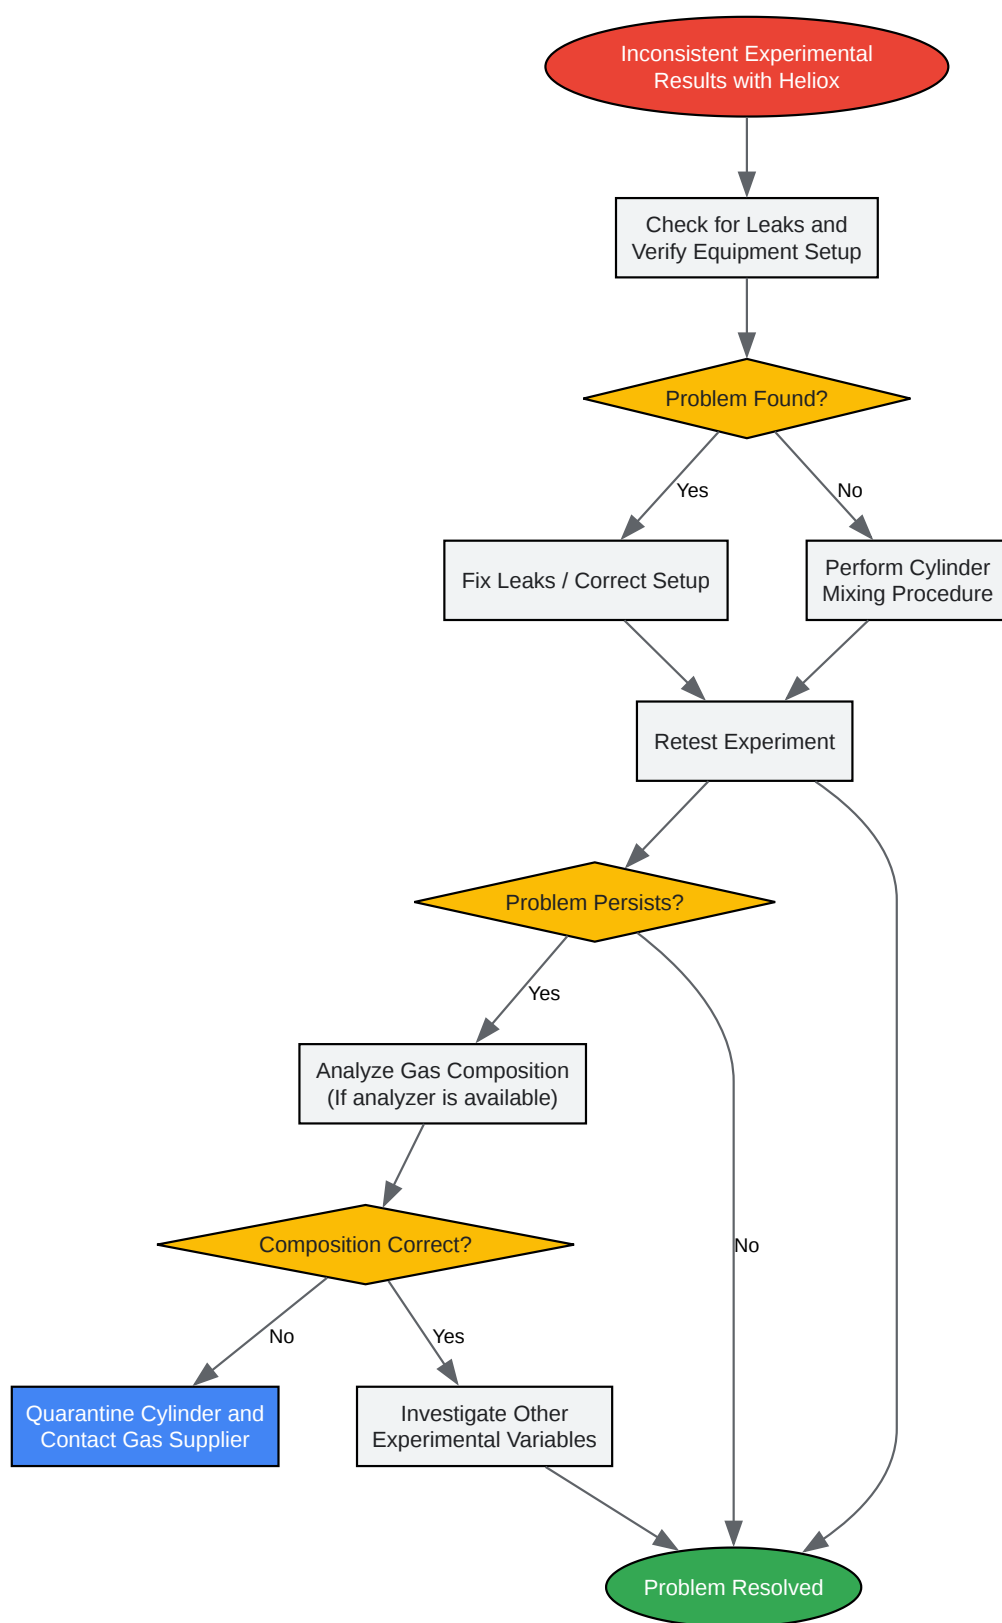 Inconsistent Experimental
Results with Heliox
Check for Leaks and
Verify Equipment Setup
Problem Found?
Yes
No
Fix Leaks / Correct Setup
Perform Cylinder
Mixing Procedure
Retest Experiment
Problem Persists?
Yes
Analyze Gas Composition
(If analyzer is available)
Composition Correct?
No
No
Yes
Quarantine Cylinder and
Contact Gas Supplier
Investigate Other
Experimental Variables
Problem Resolved